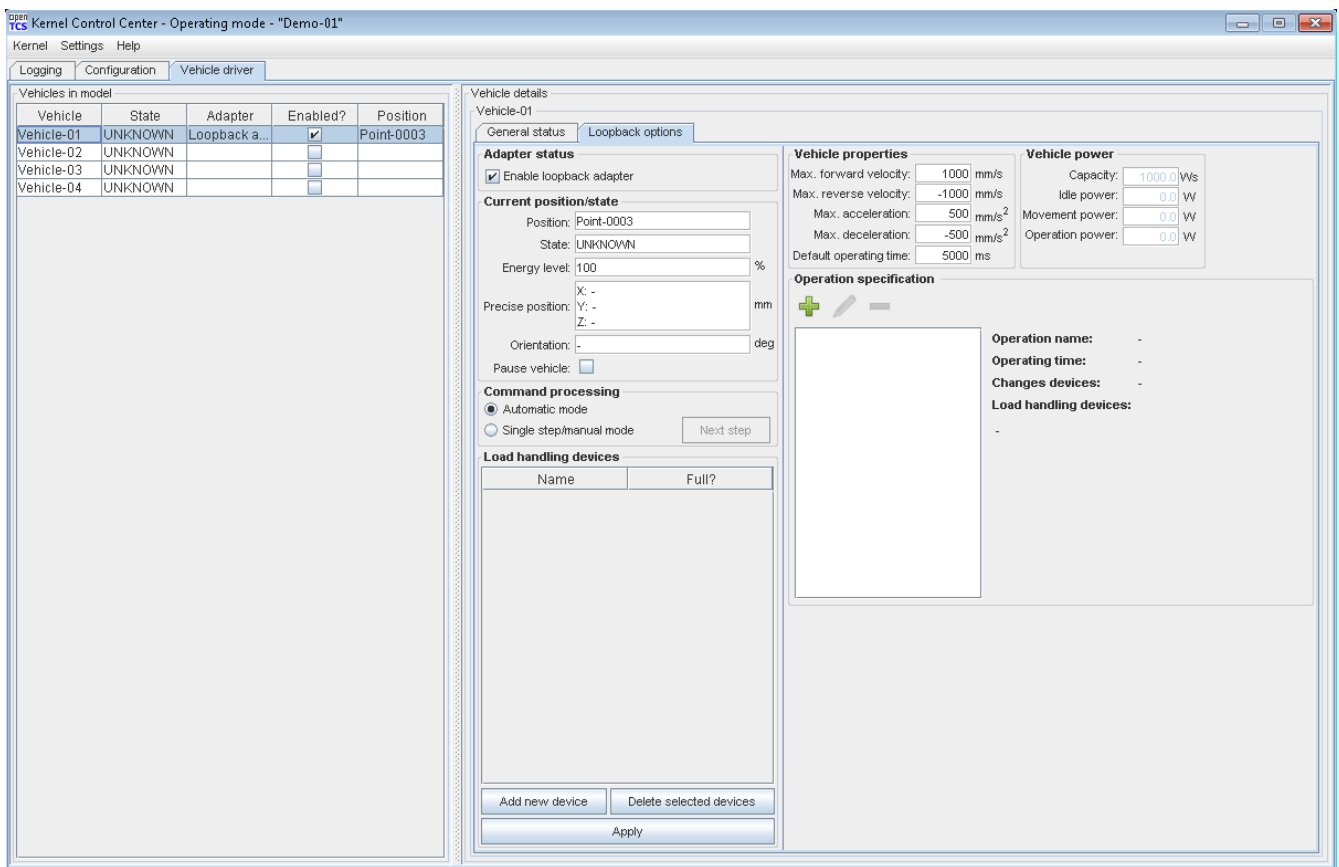 open TCS Kernel Control Center - Operating mode - "Demo-01"
Kernel Settings Help
Logging Configuration Vehicle driver
Vehicles in model
Vehicle State Adapter Enabled? Position
Vehicle-01 UNKNOWN Loopback a... Point-0003
Vehicle-02 UNKNOWN
Vehicle-03 UNKNOWN
Vehicle-04 UNKNOWN
Vehicle details
Vehicle-01
General status Loopback options
Adapter status
Enable loopback adapter
Current position/state
Position: Point-0003
State: UNKNOWN
Energy level: 100 %
Precise position: X: -
Y: - mm
Z: -
Orientation: - deg
Pause vehicle:
Command processing
Automatic mode
Single step/manual mode Next step
Load handling devices
Name Full?
Add new device Delete selected devices
Apply
Vehicle properties
Max. forward velocity: 1000 mm/s
Max. reverse velocity: -1000 mm/s
Max. acceleration: 500 mm/s²
Max. deceleration: -500 mm/s²
Default operating time: 5000 ms
Vehicle power
Capacity: 1000.0 Ws
Idle power: 0.0 W
Movement power: 0.0 W
Operation power: 0.0 W
Operation specification
Operation name: -
Operating time: -
Changes devices: -
Load handling devices:
-